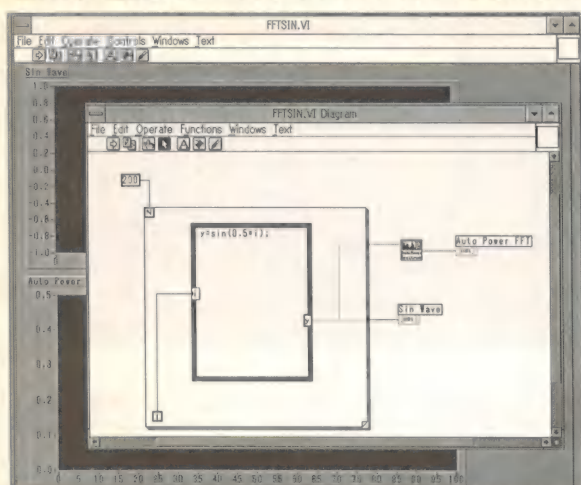 FFTSIN.VI
File Edit Operate Controls Windows Text
Sin Wave
1.0
0.8
0.6
0.4
0.2
0.0
-0.2
-0.4
-0.6
-0.8
-1.0
0
FFTSIN.VI Diagram
File Edit Operate Functions Windows Text
A
N
y=sin(0.5*i);
i
y
i
Auto Power FFT
Sin Wave
Auto Power
0.5
0.4
0.3
0.2
0.1
0.0
0 5 10 15 20 25 30 35 40 45 50 55 60 65 70 75 80 85 90 95 100